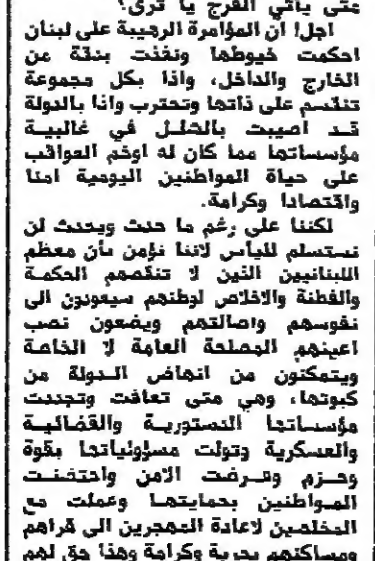 متى يأتي الفرج يا ترى؟
اجل! ان المؤامرة الرهيبة على لبنان
احكمت خيوطها ونفذت بدقة من
الخارج والداخل، واذا بكل مجموعة
تنقسم على ذاتها وتحترب واذا بالدولة
قد اصيبت بالشلل في غالبية
مؤسساتها مما كان له اوخم العواقب
على حياة المواطنين اليومية امنا
واقتصادا وكرامة.
لكننا على رغم ما حدث ويحدث لن
نستسلم لليأس لاننا نؤمن بأن معظم
اللبنانيين الذين لا تنقصهم الحكمة
والفطنة والاخلاص لوطنهم سيعودون الى
نفوسهم واصالتهم ويضعون نصب
اعينهم المصلحة العامة لا الخاصة
ويتمكنون من انهاض الدولة من
كبوتها، وهي متى تعافت وتجددت
مؤسساتها الدستورية والقضائية
والعسكرية وتولت مسؤولياتها بقوة
وحزم وفرضت الامن واحتضنت
المواطنين بحمايتها وعملت مع
المخلصين لاعادة المهجرين الى قراهم
ومساكنهم بحرية وكرامة وهذا حق لهم